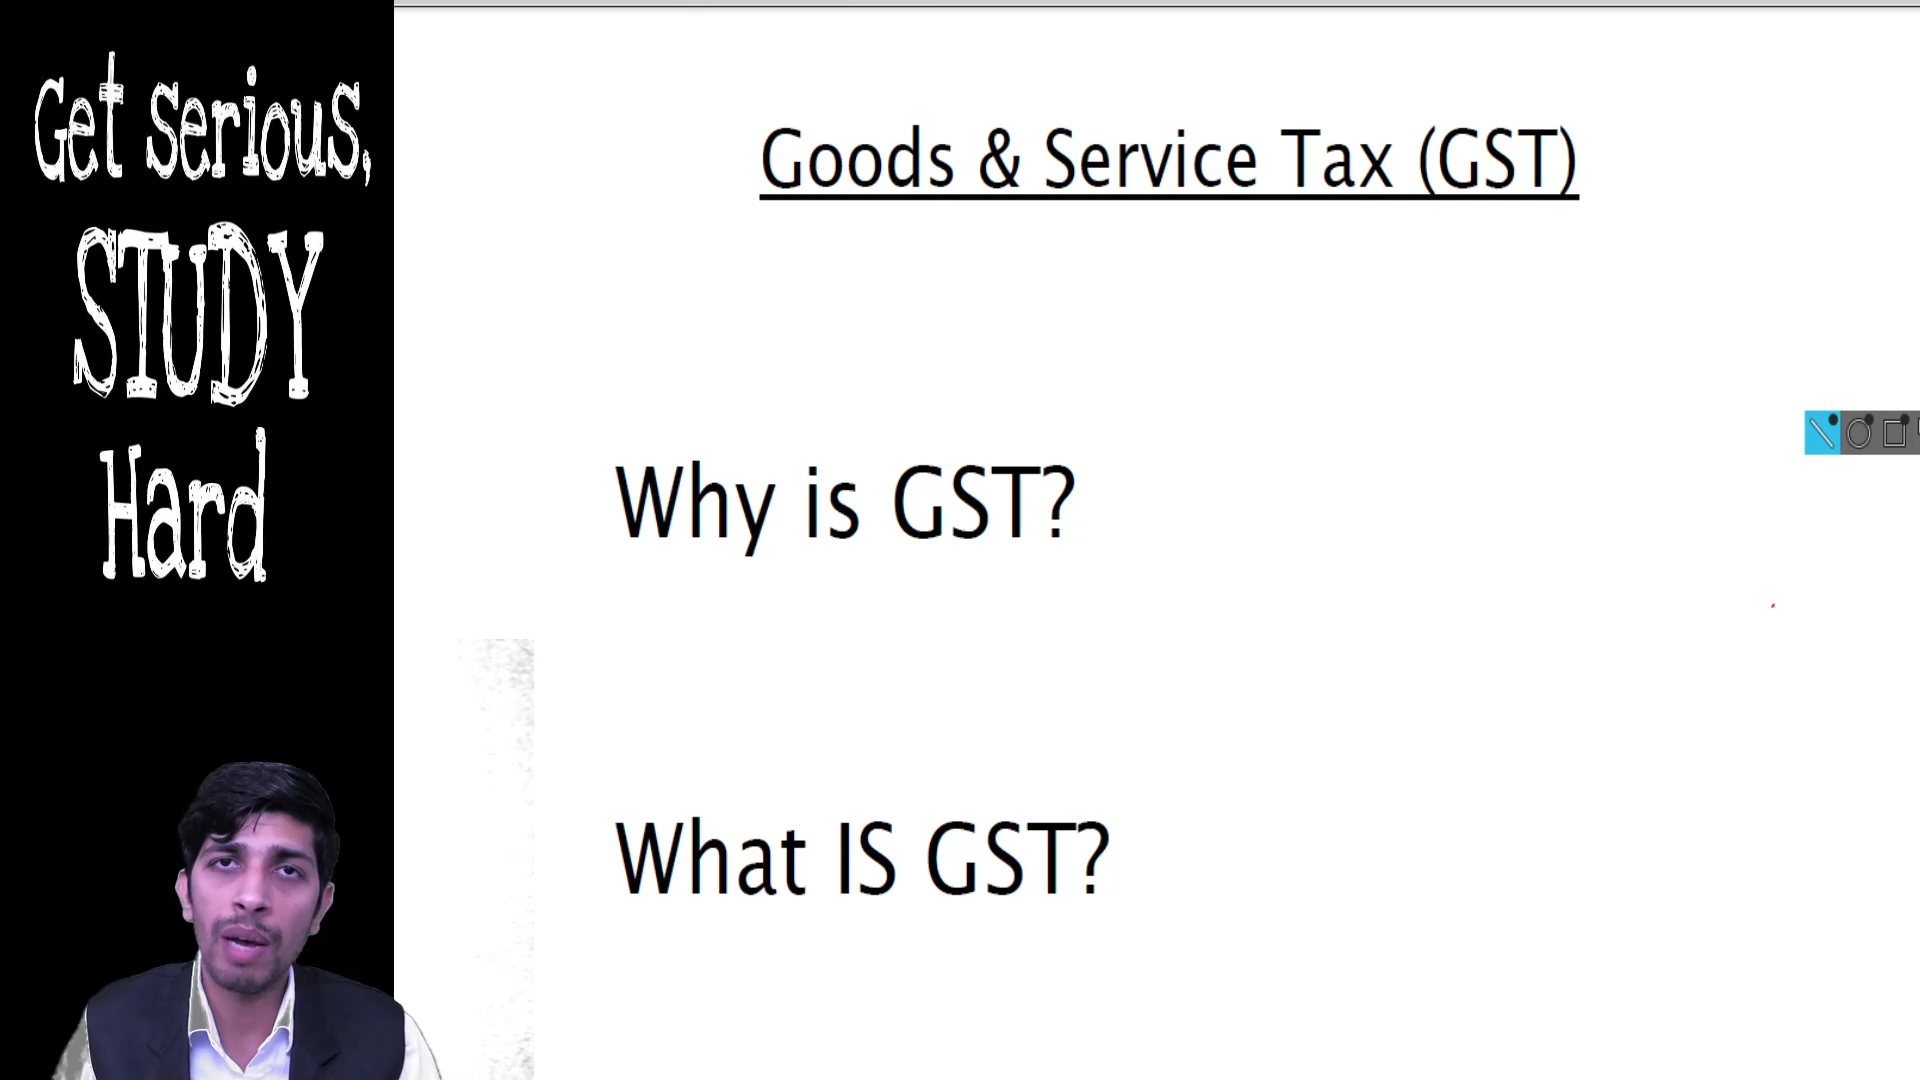 Get serious,
STUDY
Hard
Goods & Service Tax (GST)
Why is GST?
What IS GST?